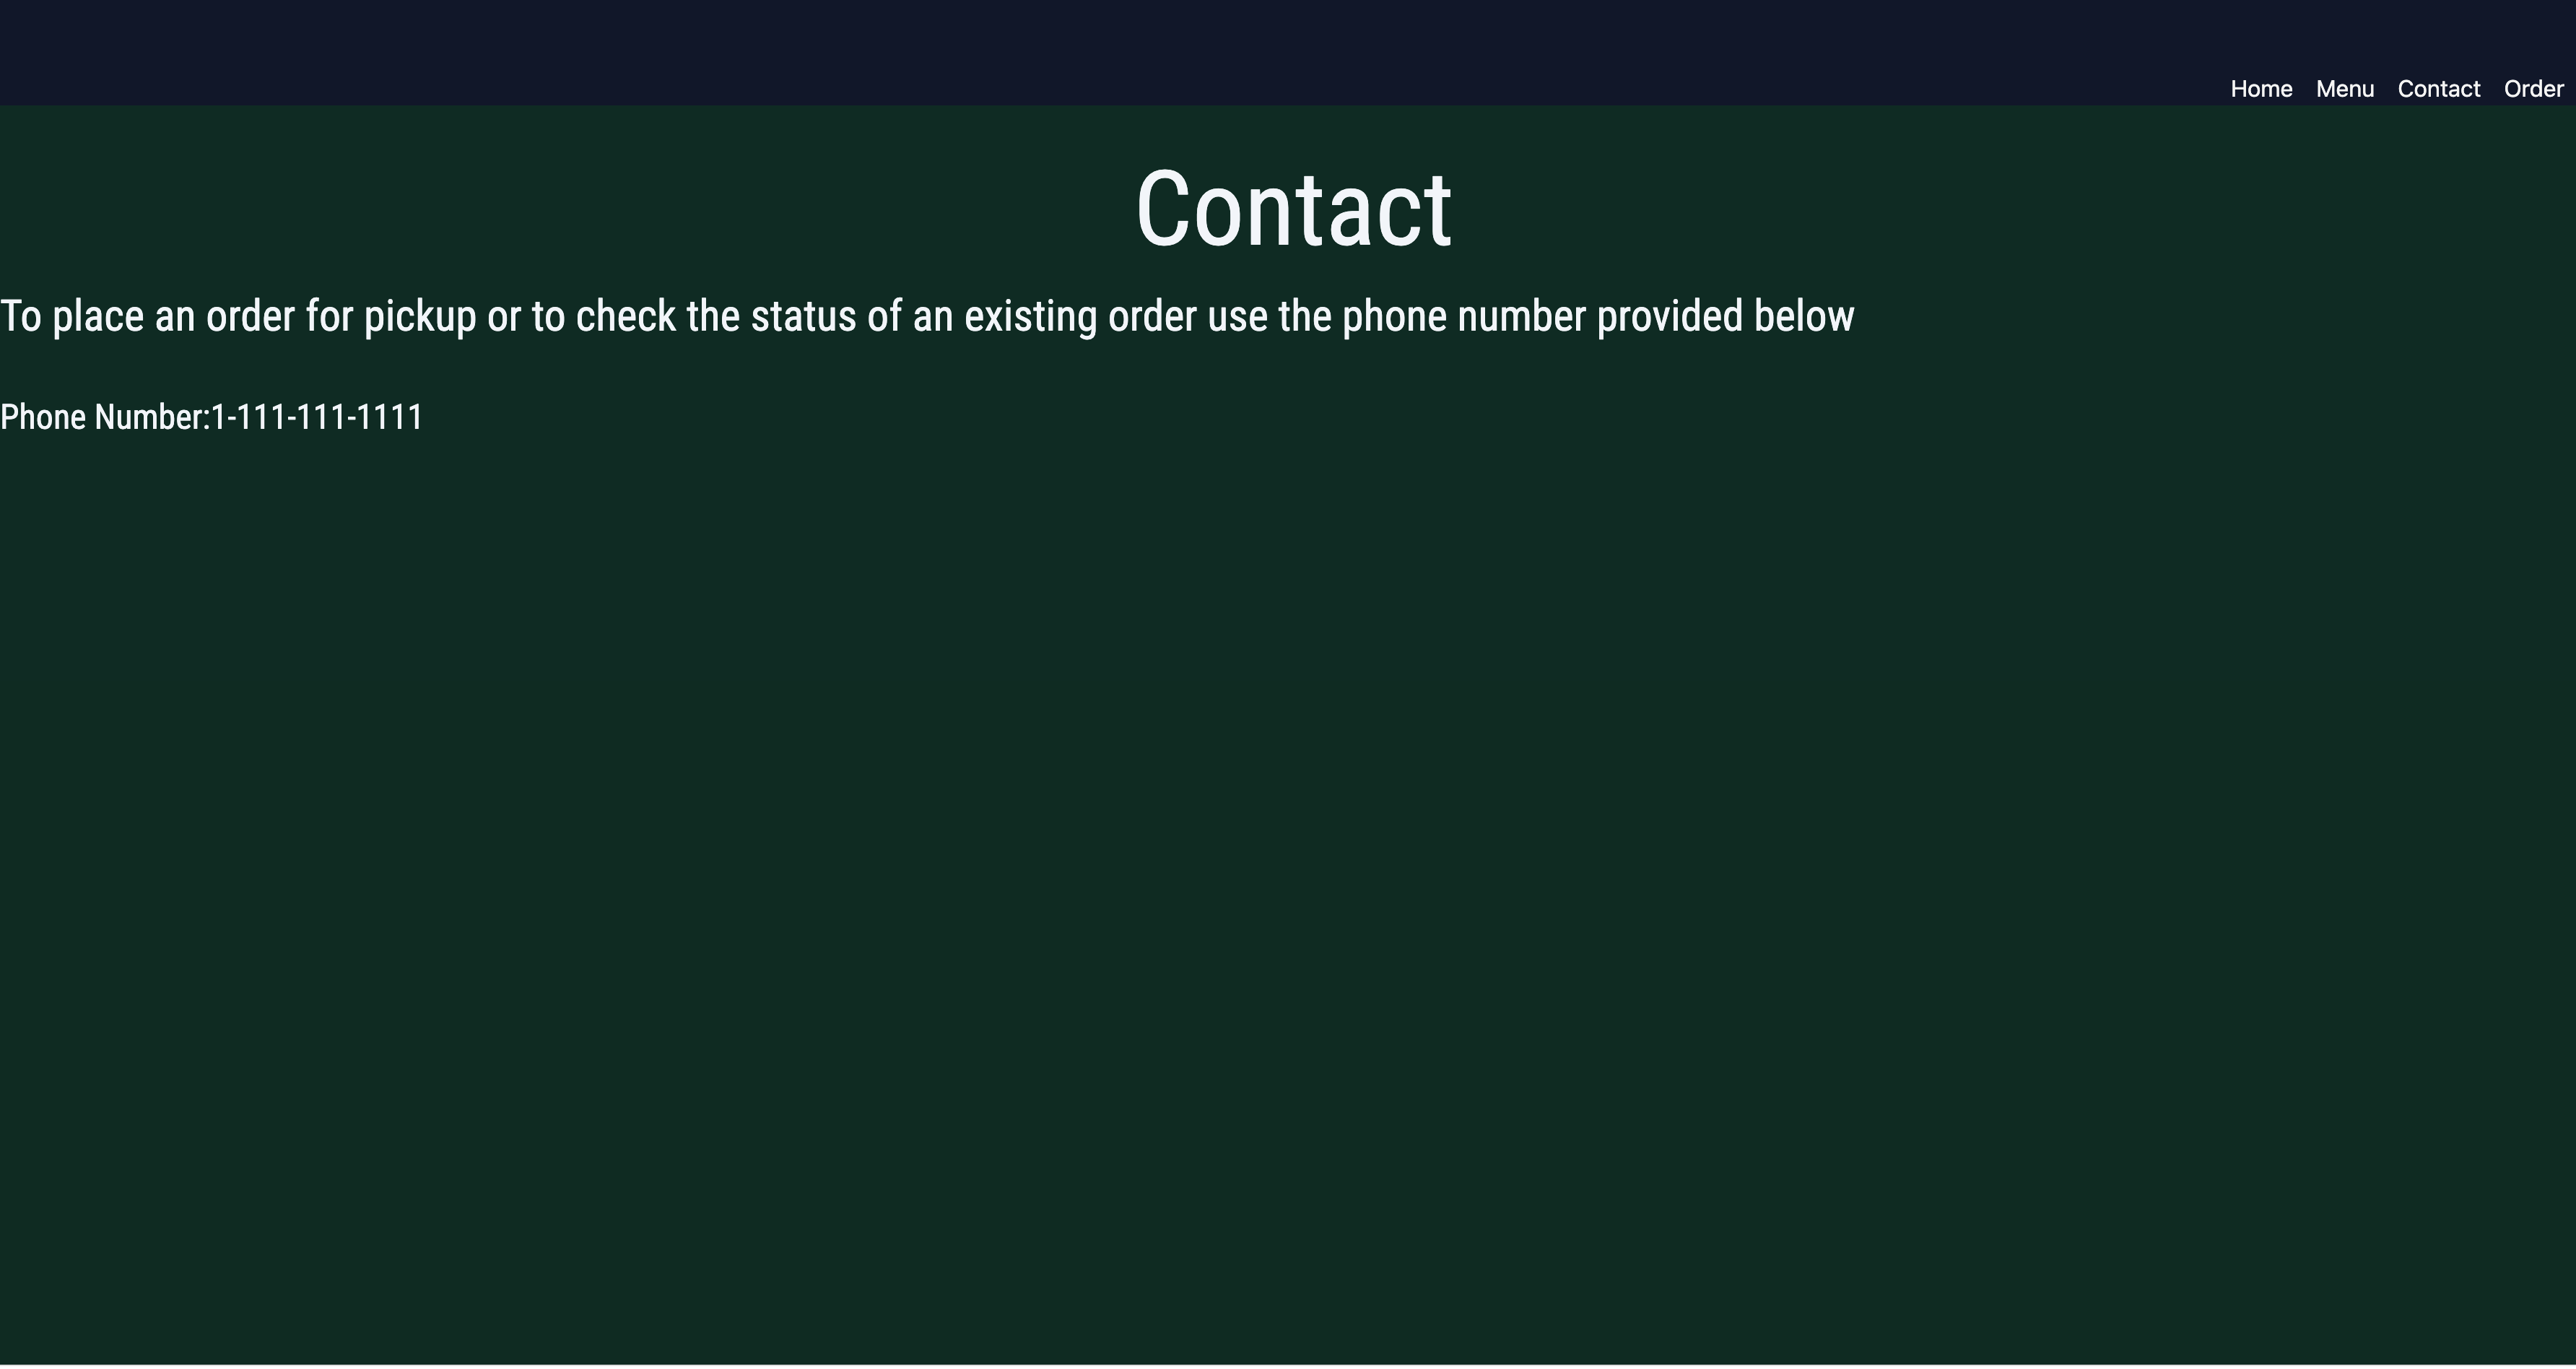 Home Menu Contact Order
Contact
To place an order for pickup or to check the status of an existing order use the phone number provided below
Phone Number:1-111-111-1111